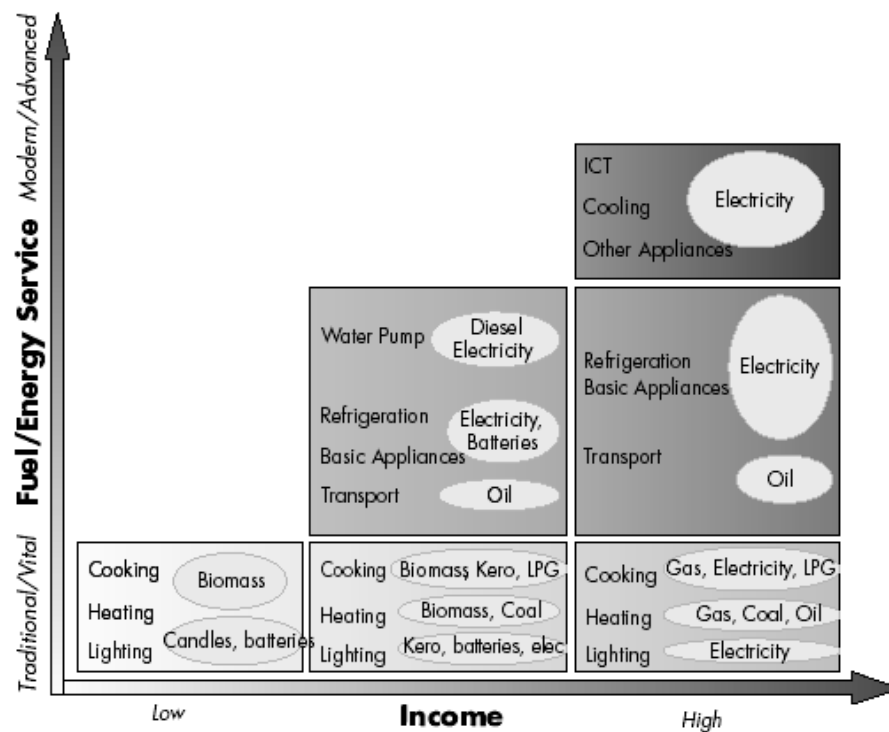 Fuel/Energy Service
Modern/Advanced
Traditional/Vital
ICT
Cooling
Other Appliances
Electricity
Water Pump
Diesel
Electricity
Refrigeration
Basic Appliances
Electricity,
Batteries
Transport
Oil
Refrigeration
Basic Appliances
Electricity
Transport
Oil
Cooking
Heating
Lighting
Biomass
Candles, batteries
Cooking
Biomass, Kero, LPG
Heating
Biomass, Coal
Lighting
Kero, batteries, elec
Cooking
Gas, Electricity, LPG
Heating
Gas, Coal, Oil
Lighting
Electricity
Low
Income
High